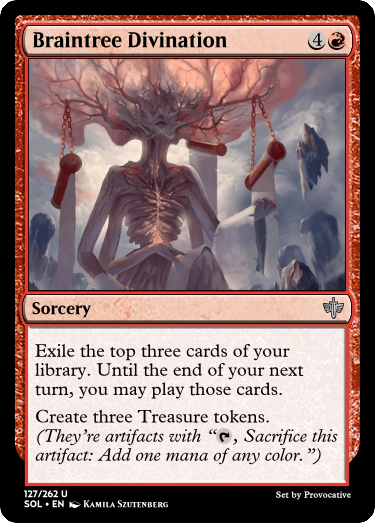 Braintree Divination 4
Sorcery
Exile the top three cards of your
library. Until the end of your next
turn, you may play those cards.
Create three Treasure tokens.
(They're artifacts with “, Sacrifice this
artifact: Add one mana of any color.”)
127/262 U
SOL • EN Kamila Szutenberg
Set by Provocative